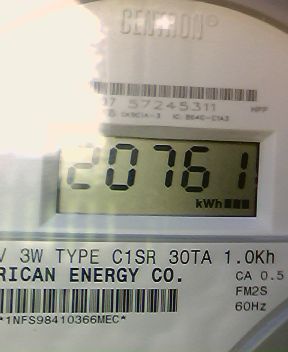 CENTRON®
57245311
20761
kWh
3W TYPE C1SR 30TA 1.0Kh
RICAN ENERGY CO. CA 0.5
FM2S
*1NFS98410366MEC* 60Hz